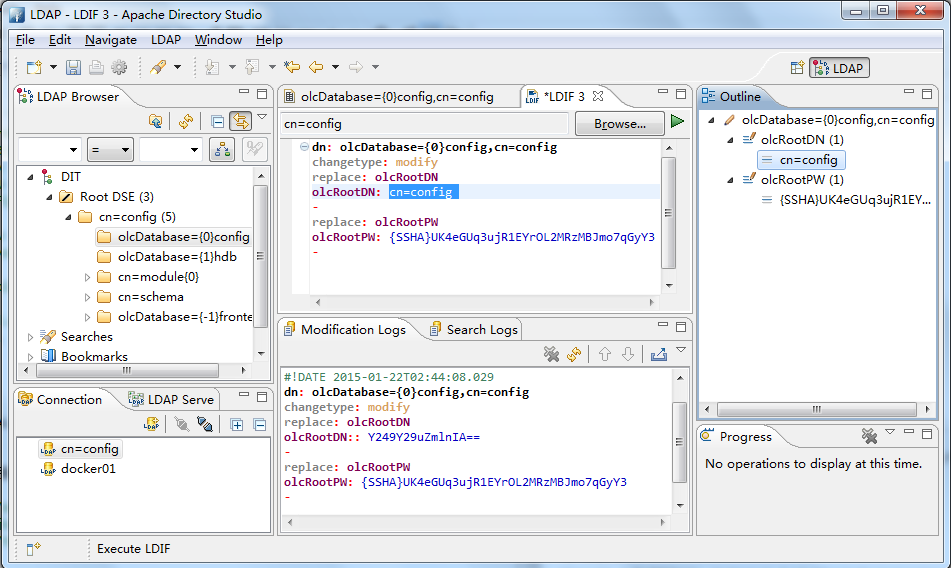 LDAP - LDIF 3 - Apache Directory Studio
File Edit Navigate LDAP Window Help
LDAP
LDAP Browser
=
DIT
Root DSE (3)
cn=config (5)
olcDatabase={0}config
olcDatabase={1}hdb
cn=module{0}
cn=schema
olcDatabase={-1}fronte
Searches
Bookmarks
Connection
LDAP Serve
cn=config
docker01
olcDatabase={0}config,cn=config
*LDIF 3
cn=config
Browse...
dn: olcDatabase={0}config,cn=config
changetype: modify
replace: olcRootDN
olcRootDN: cn=config
-
replace: olcRootPW
olcRootPW: {SSHA}UK4eGUq3ujR1EYrOL2MRzMBJmo7qGyY3
-
Modification Logs
Search Logs
#!DATE 2015-01-22T02:44:08.029
dn: olcDatabase={0}config,cn=config
changetype: modify
replace: olcRootDN
olcRootDN:: Y249Y29uZmlnIA==
-
replace: olcRootPW
olcRootPW: {SSHA}UK4eGUq3ujR1EYrOL2MRzMBJmo7qGyY3
-
Outline
olcDatabase={0}config,cn=config
olcRootDN (1)
cn=config
olcRootPW (1)
{SSHA}UK4eGUq3ujR1EY...
Progress
No operations to display at this time.
Execute LDIF